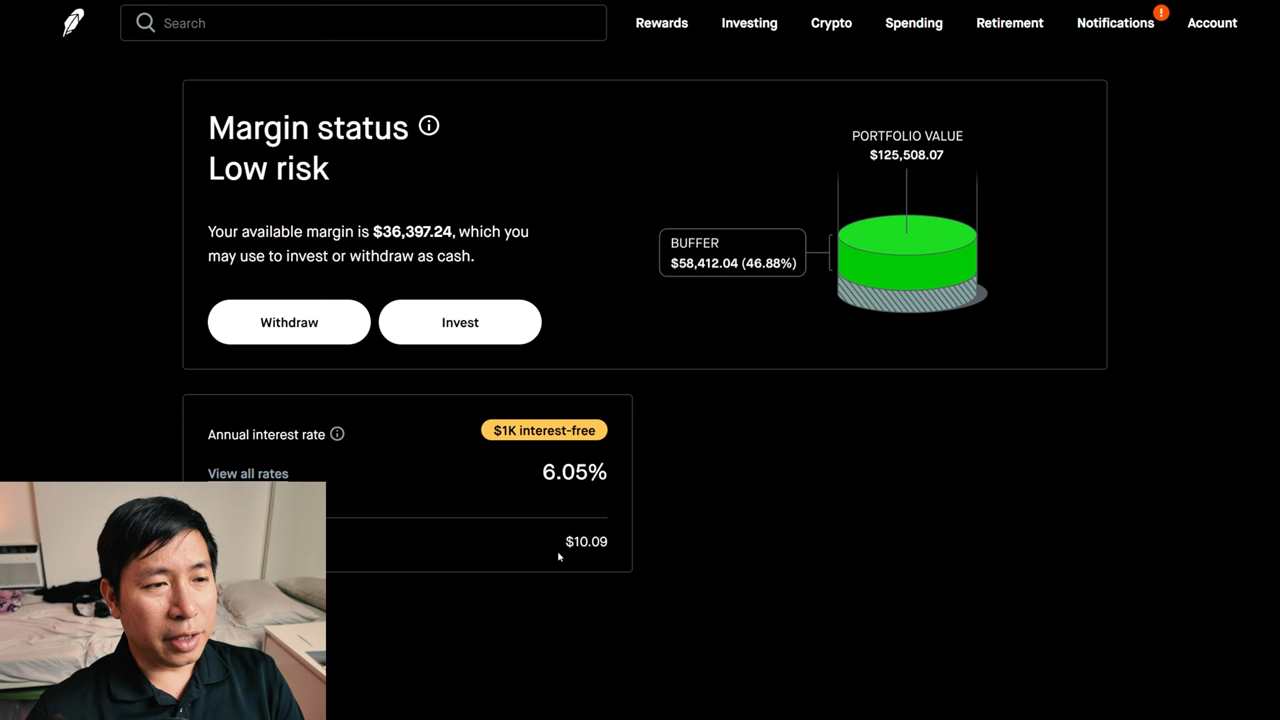 Search
Rewards
Investing
Crypto
Spending
Retirement
Notifications
!
Account
Margin status
Low risk
Your available margin is $36,397.24, which you
may use to invest or withdraw as cash.
Withdraw
Invest
PORTFOLIO VALUE
$125,508.07
BUFFER
$58,412.04 (46.88%)
Annual interest rate
$1K interest-free
View all rates
6.05%
$10.09